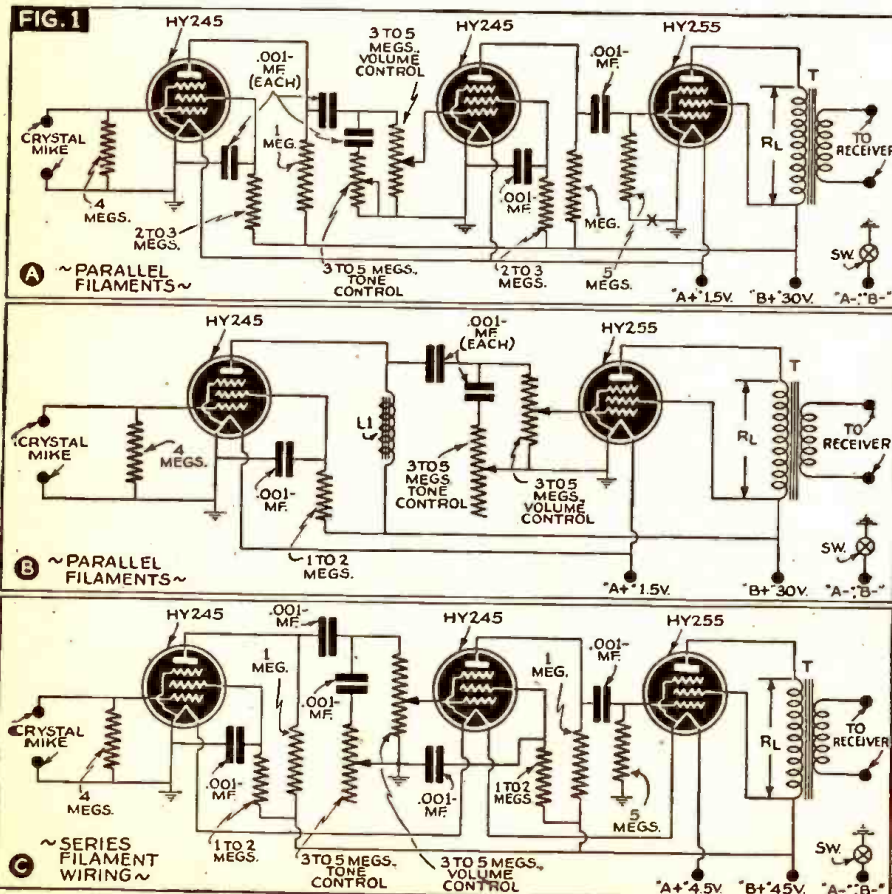 FIG. 1
HY245
.001-
MF.
(EACH)
3 TO 5
MEGS.,
VOLUME
CONTROL
HY245
.001-
MF.
HY255
T
CRYSTAL
MIKE
.4
MEGS.
2 TO 3
MEGS.
1
MEG.
3 TO 5 MEGS.,
TONE
CONTROL
.001-
MF.
2 TO 3
MEGS.
MEG.
5
MEGS.
X
RL
TO
RECEIVER
SW.
A ~PARALLEL
FILAMENTS~
"A+" 1.5V.
"B+" 30V.
"A-","B-"
HY245
.001-
MF.
(EACH)
HY255
T
CRYSTAL
MIKE
4
MEGS.
.001-
MF.
1 TO 2
MEGS.
L1
3 TO 5
MEGS.
TONE
CONTROL
3 TO 5
MEGS.,
VOLUME
CONTROL
RL
TO
RECEIVER
SW.
B ~PARALLEL
FILAMENTS~
"A+" 1.5V.
"B+" 30V.
"A-","B-"
HY245
.001-
MF.
HY245
HY255
T
1
MEG.
.001-
MF.
1
MEG.
.001-
MF.
CRYSTAL
MIKE
4
MEGS.
.001-
MF.
1 TO 2
MEGS.
3 TO 5 MEGS.,
TONE
CONTROL
3 TO 5 MEGS.,
VOLUME
CONTROL
.001-
MF.
1 TO 2
MEGS.
5
MEGS.
RL
TO
RECEIVER
SW.
C ~SERIES
FILAMENT
WIRING~
"A+" 4.5V.
"B+" 45V.
"A-","B-"